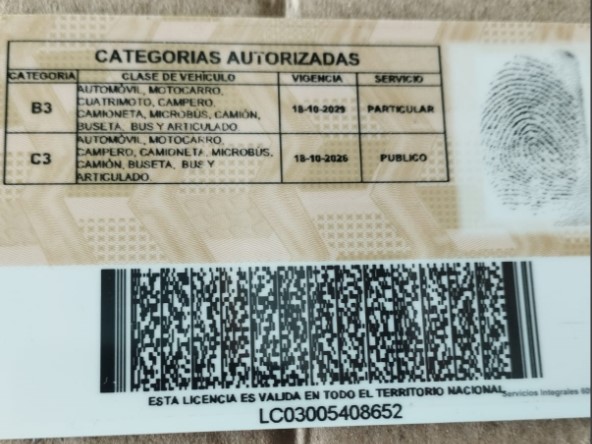 CATEGORIAS AUTORIZADAS
CATEGORIA CLASE DE VEHÍCULO VIGENCIA SERVICIO
B3 AUTOMÓVIL, MOTOCARRO, CUATRIMOTO, CAMPERO, CAMIONETA, MICROBÚS, CAMIÓN, BUSETA, BUS Y ARTICULADO 18-10-2029 PARTICULAR
C3 AUTOMÓVIL, MOTOCARRO, CAMPERO, CAMIONETA, MICROBÚS, CAMIÓN, BUSETA, BUS Y ARTICULADO. 18-10-2026 PUBLICO
ESTA LICENCIA ES VALIDA EN TODO EL TERRITORIO NACIONAL
Servicios Integrales
LC03005408652